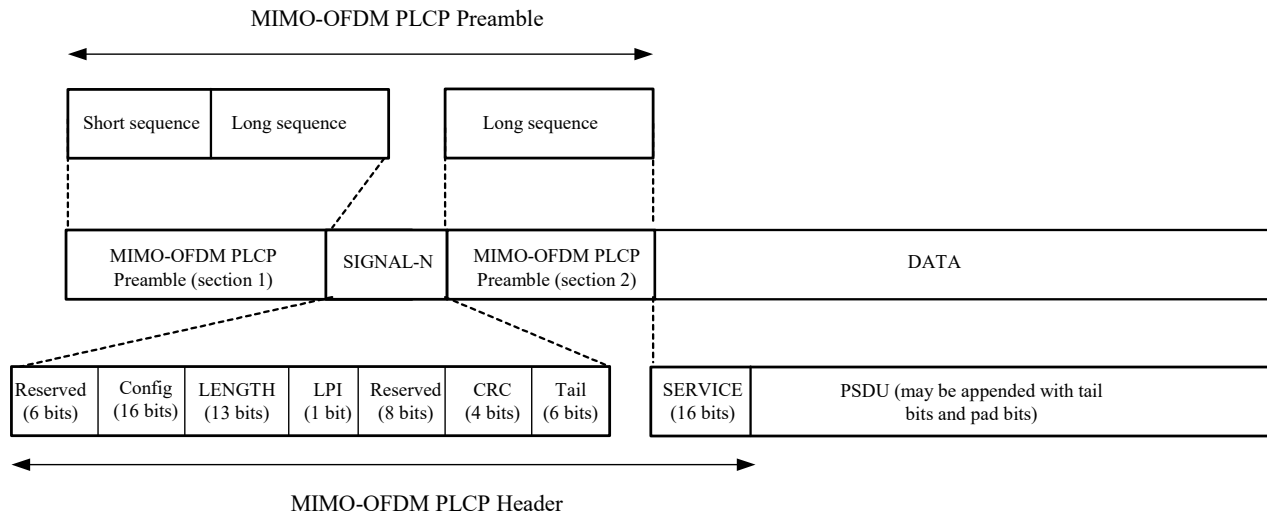 MIMO-OFDM PLCP Preamble
Short sequence
Long sequence
Long sequence
MIMO-OFDM PLCP
Preamble (section 1)
SIGNAL-N
MIMO-OFDM PLCP
Preamble (section 2)
DATA
Reserved
(6 bits)
Config
(16 bits)
LENGTH
(13 bits)
LPI
(1 bit)
Reserved
(8 bits)
CRC
(4 bits)
Tail
(6 bits)
SERVICE
(16 bits)
PSDU (may be appended with tail
bits and pad bits)
MIMO-OFDM PLCP Header